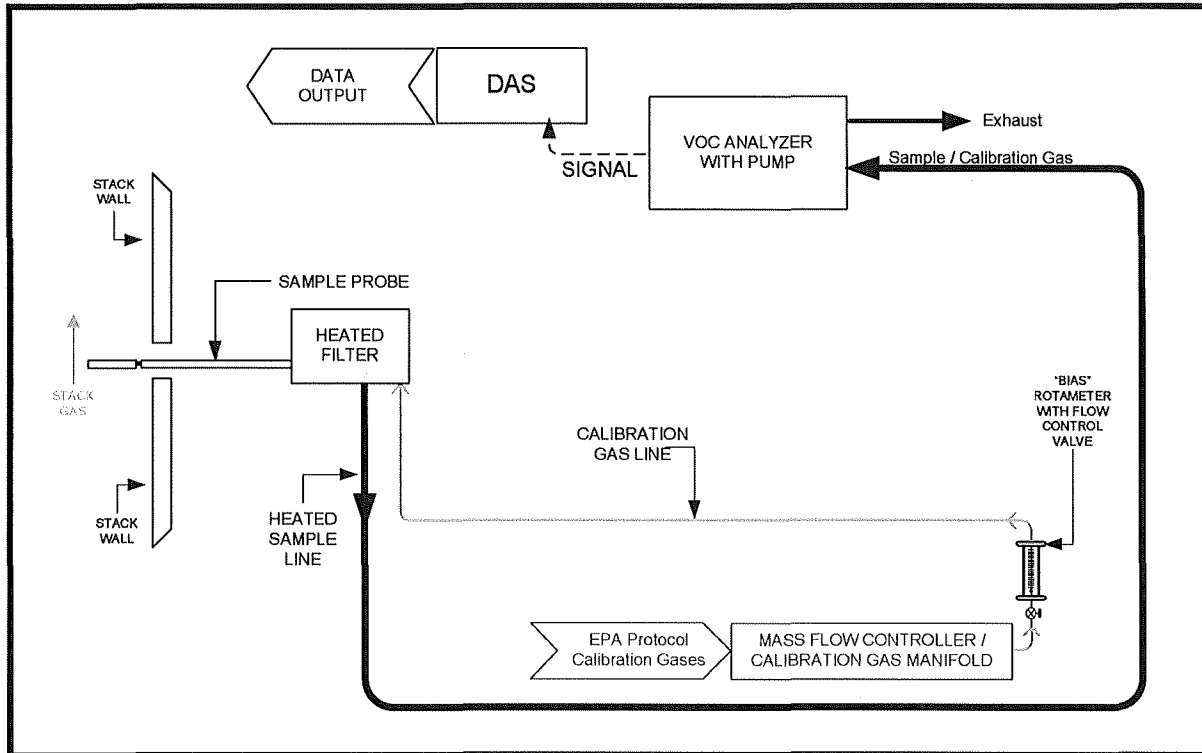 DATA
OUTPUT
DAS
VOC ANALYZER
WITH PUMP
Exhaust
Sample / Calibration Gas
SIGNAL
STACK
WALL
SAMPLE PROBE
HEATED
FILTER
STACK
GAS
"BIAS"
ROTAMETER
WITH FLOW
CONTROL
VALVE
CALIBRATION
GAS LINE
STACK
WALL
HEATED
SAMPLE
LINE
EPA Protocol
Calibration Gases
MASS FLOW CONTROLLER /
CALIBRATION GAS MANIFOLD